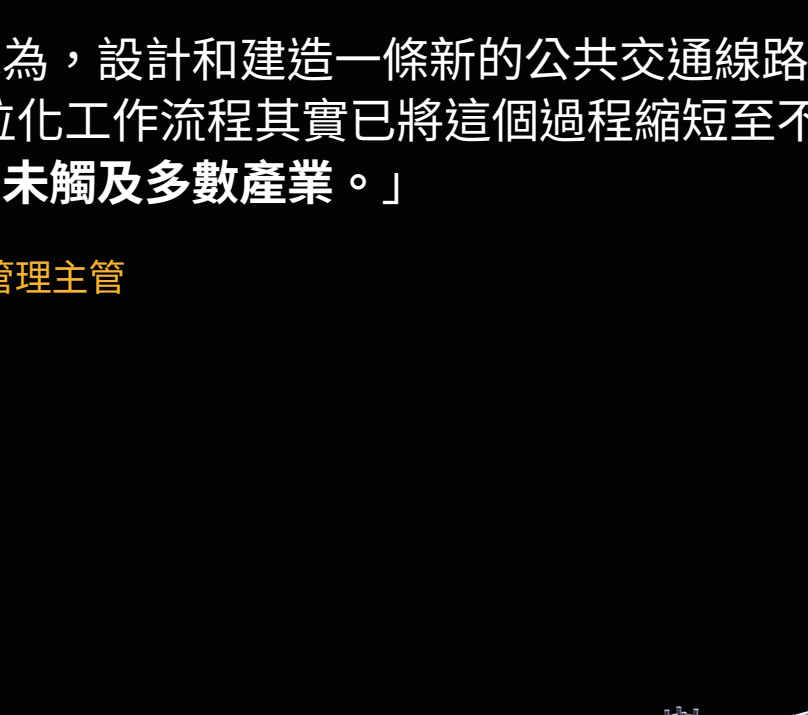 為，設計和建造一條新的公共交通線路
位化工作流程其實已將這個過程縮短至不
未觸及多數產業。」
管理主管